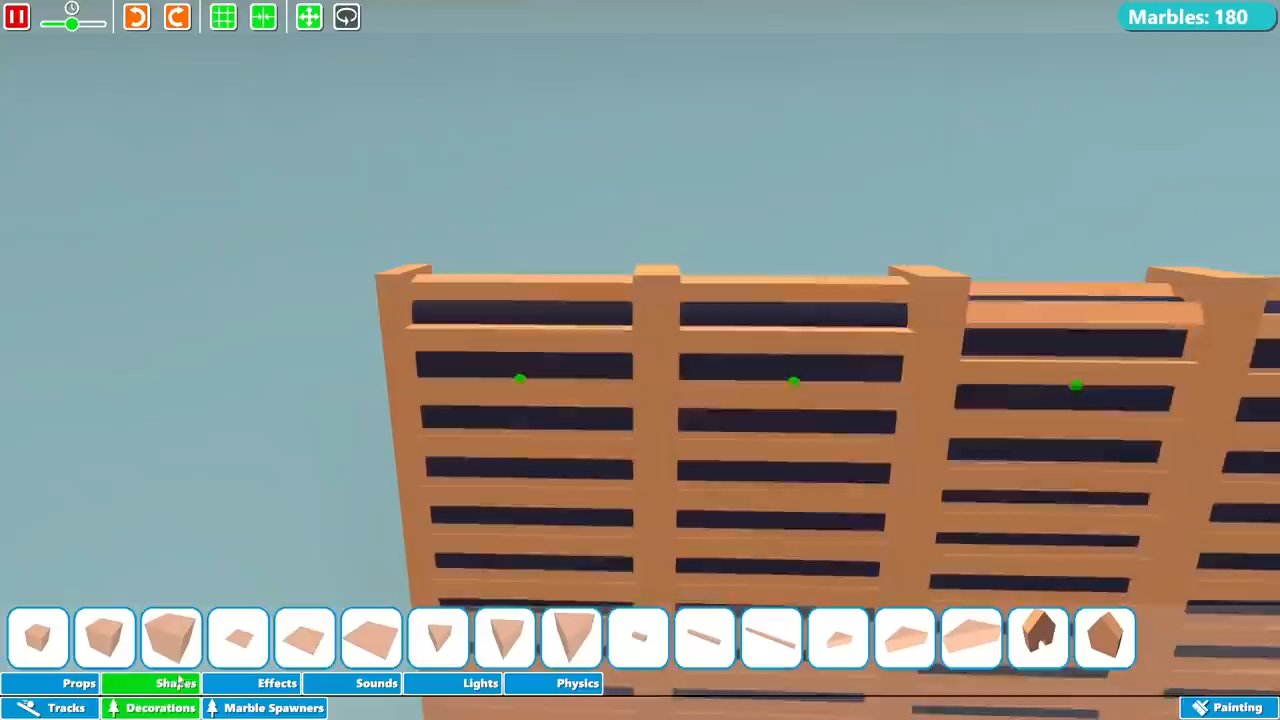 Marbles: 180
Props
Shapes
Effects
Sounds
Lights
Physics
Tracks
Decorations
Marble Spawners
Painting